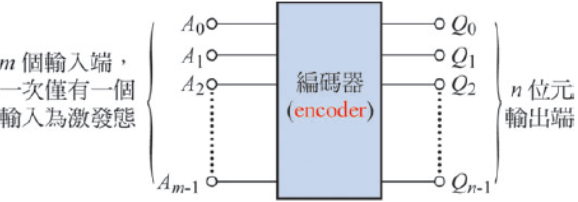 m 個輸入端，
一次僅有一個
輸入為激發態
A0
A1
A2
Am-1
編碼器
(encoder)
Q0
Q1
Q2
Qn-1
n 位元
輸出端